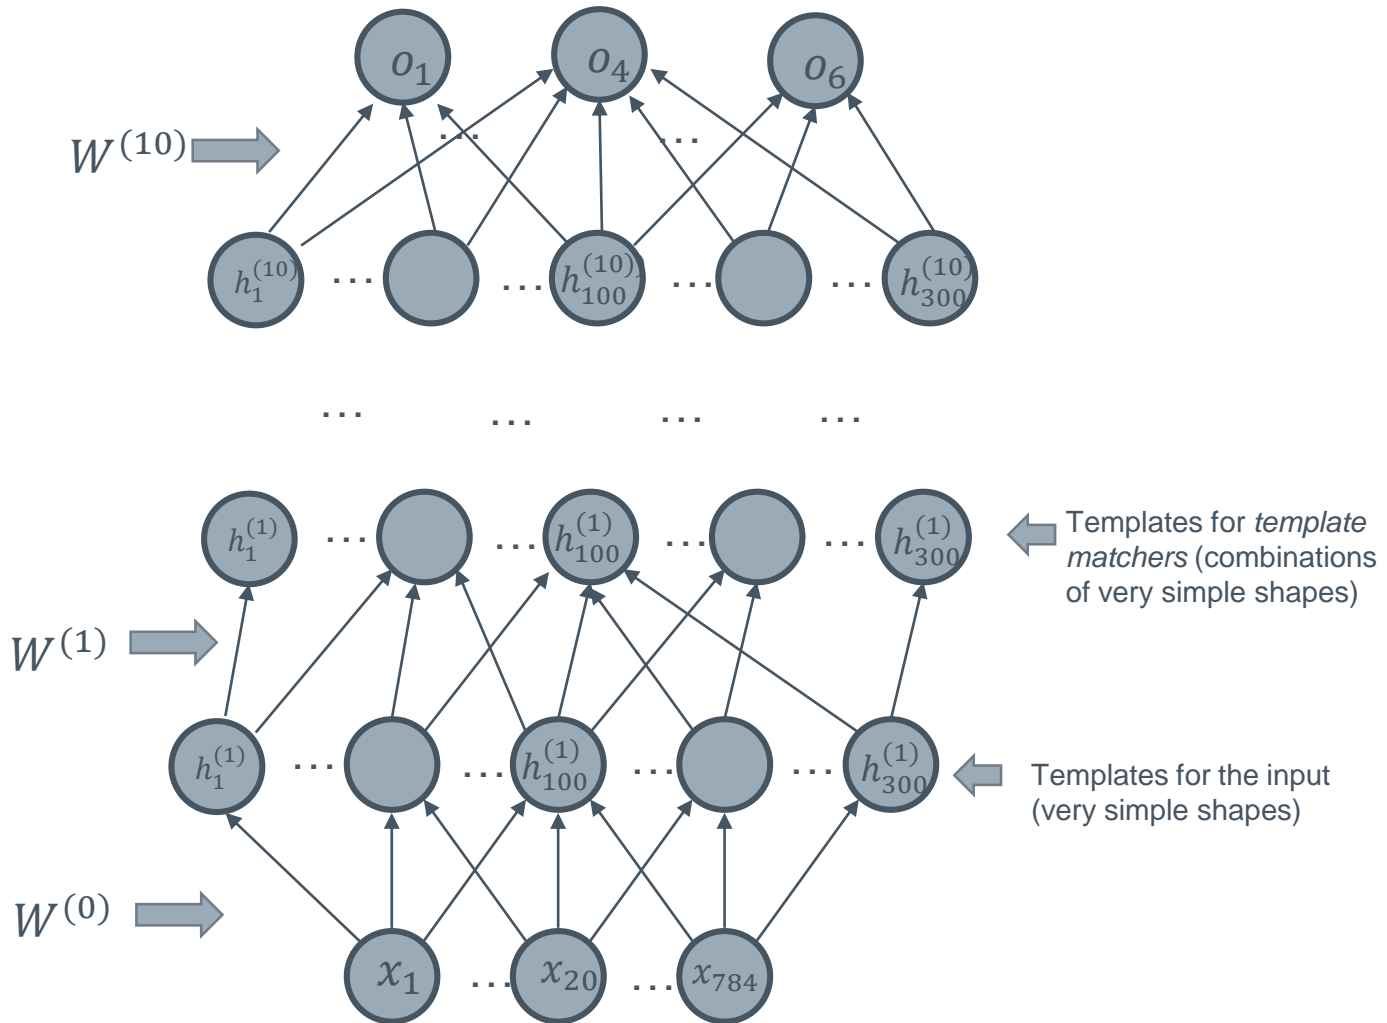 o₁ o₄ o₆
... ...
W⁽¹⁰⁾
h₁⁽¹⁰⁾ ... ... h₁₀₀⁽¹⁰⁾ ... ... h₃₀₀⁽¹⁰⁾
... ... ... ...
h₁⁽¹⁾ ... ... h₁₀₀⁽¹⁾ ... ... h₃₀₀⁽¹⁾
Templates for template
matchers (combinations
of very simple shapes)
W⁽¹⁾
h₁⁽¹⁾ ... ... h₁₀₀⁽¹⁾ ... ... h₃₀₀⁽¹⁾
Templates for the input
(very simple shapes)
W⁽⁰⁾
x₁ ... x₂₀ ... x₇₈₄